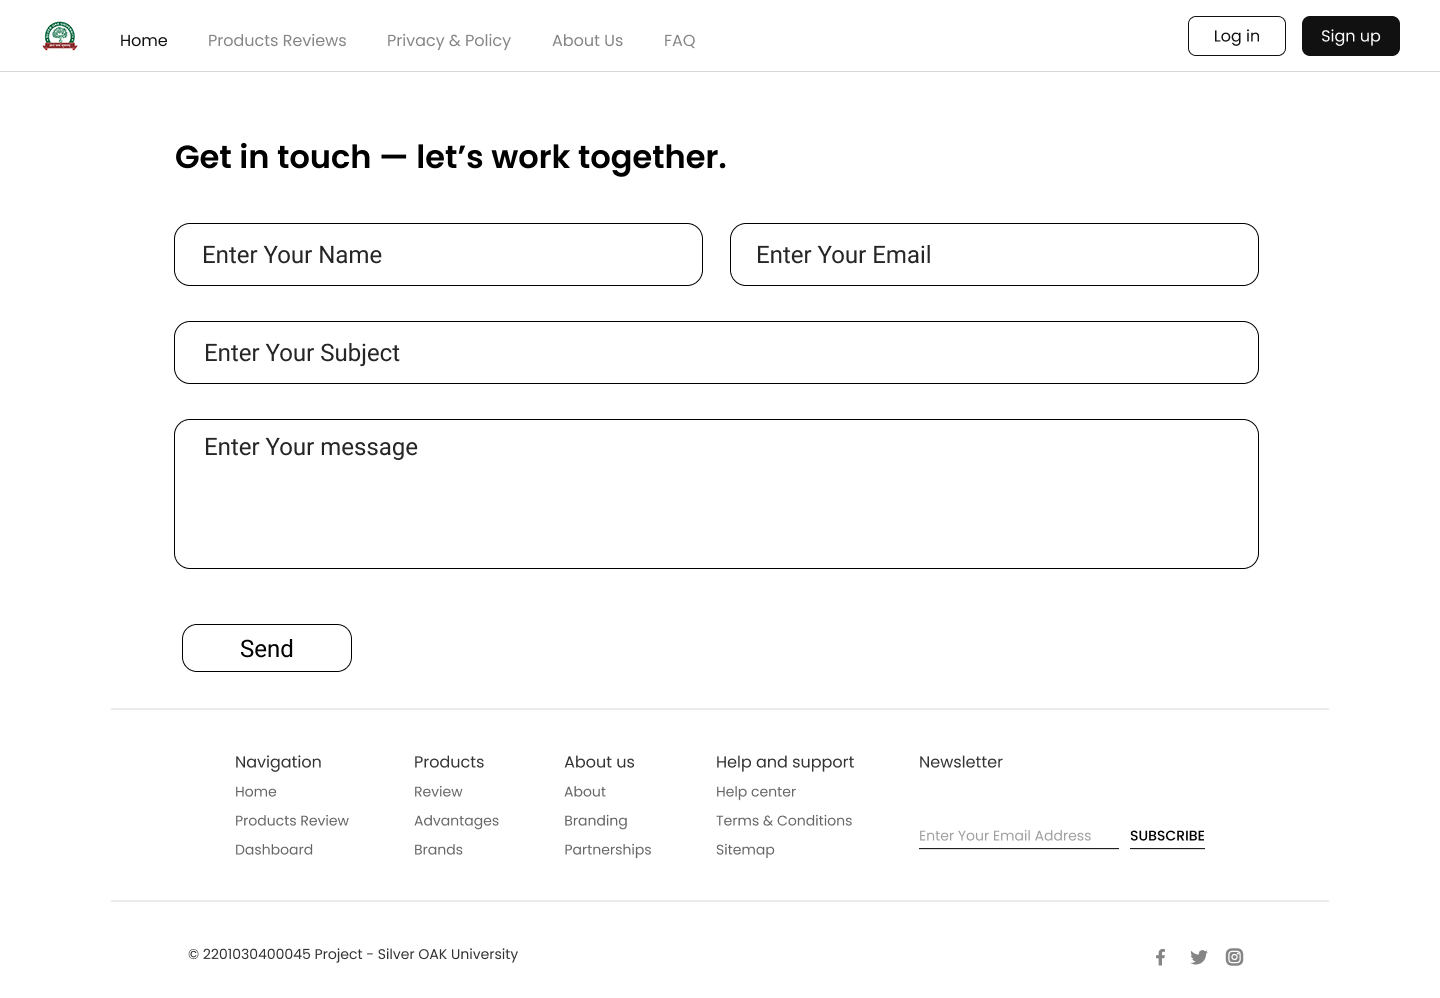 Home Products Reviews Privacy & Policy About Us FAQ Log in Sign up
Get in touch — let’s work together.
Enter Your Name Enter Your Email
Enter Your Subject
Enter Your message
Send
Navigation Products About us Help and support Newsletter
Home Review About Help center
Products Review Advantages Branding Terms & Conditions
Enter Your Email Address SUBSCRIBE
Dashboard Brands Partnerships Sitemap
© 2201030400045 Project - Silver OAK University